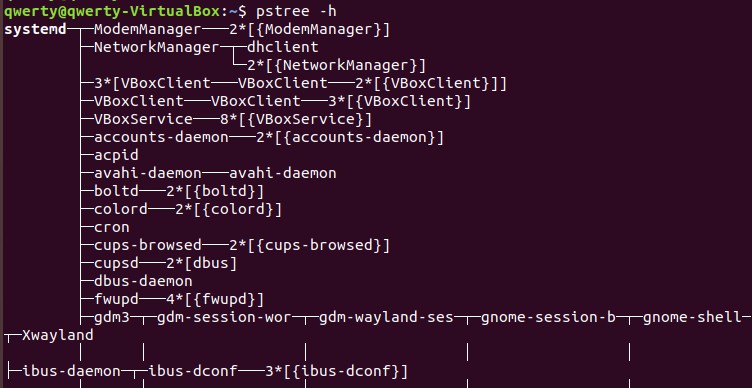 qwerty@qwerty-VirtualBox:~$ pstree -h
systemd─┬─ModemManager───2*[{ModemManager}]
        ├─NetworkManager─┬─dhclient
        │                └─2*[{NetworkManager}]
        ├─3*[VBoxClient───VBoxClient───2*[{VBoxClient}]]
        ├─VBoxClient───VBoxClient───3*[{VBoxClient}]
        ├─VBoxService───8*[{VBoxService}]
        ├─accounts-daemon───2*[{accounts-daemon}]
        ├─acpid
        ├─avahi-daemon───avahi-daemon
        ├─boltd───2*[{boltd}]
        ├─colord───2*[{colord}]
        ├─cron
        ├─cups-browsed───2*[{cups-browsed}]
        ├─cupsd───2*[dbus]
        ├─dbus-daemon
        ├─fwupd───4*[{fwupd}]
        ├─gdm3─┬─gdm-session-wor─┬─gdm-wayland-ses─┬─gnome-session-b─┬─gnome-shell─
┬─Xwayland
        │      │                 │                 │
├─ibus-daemon─┬─ibus-dconf───3*[{ibus-dconf}]